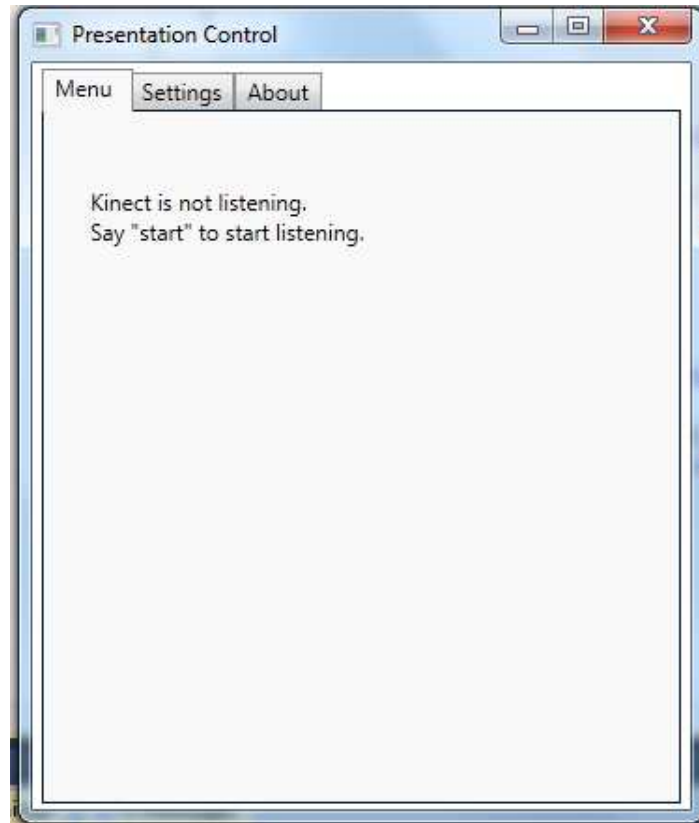 Presentation Control
Menu Settings About
Kinect is not listening.
Say "start" to start listening.